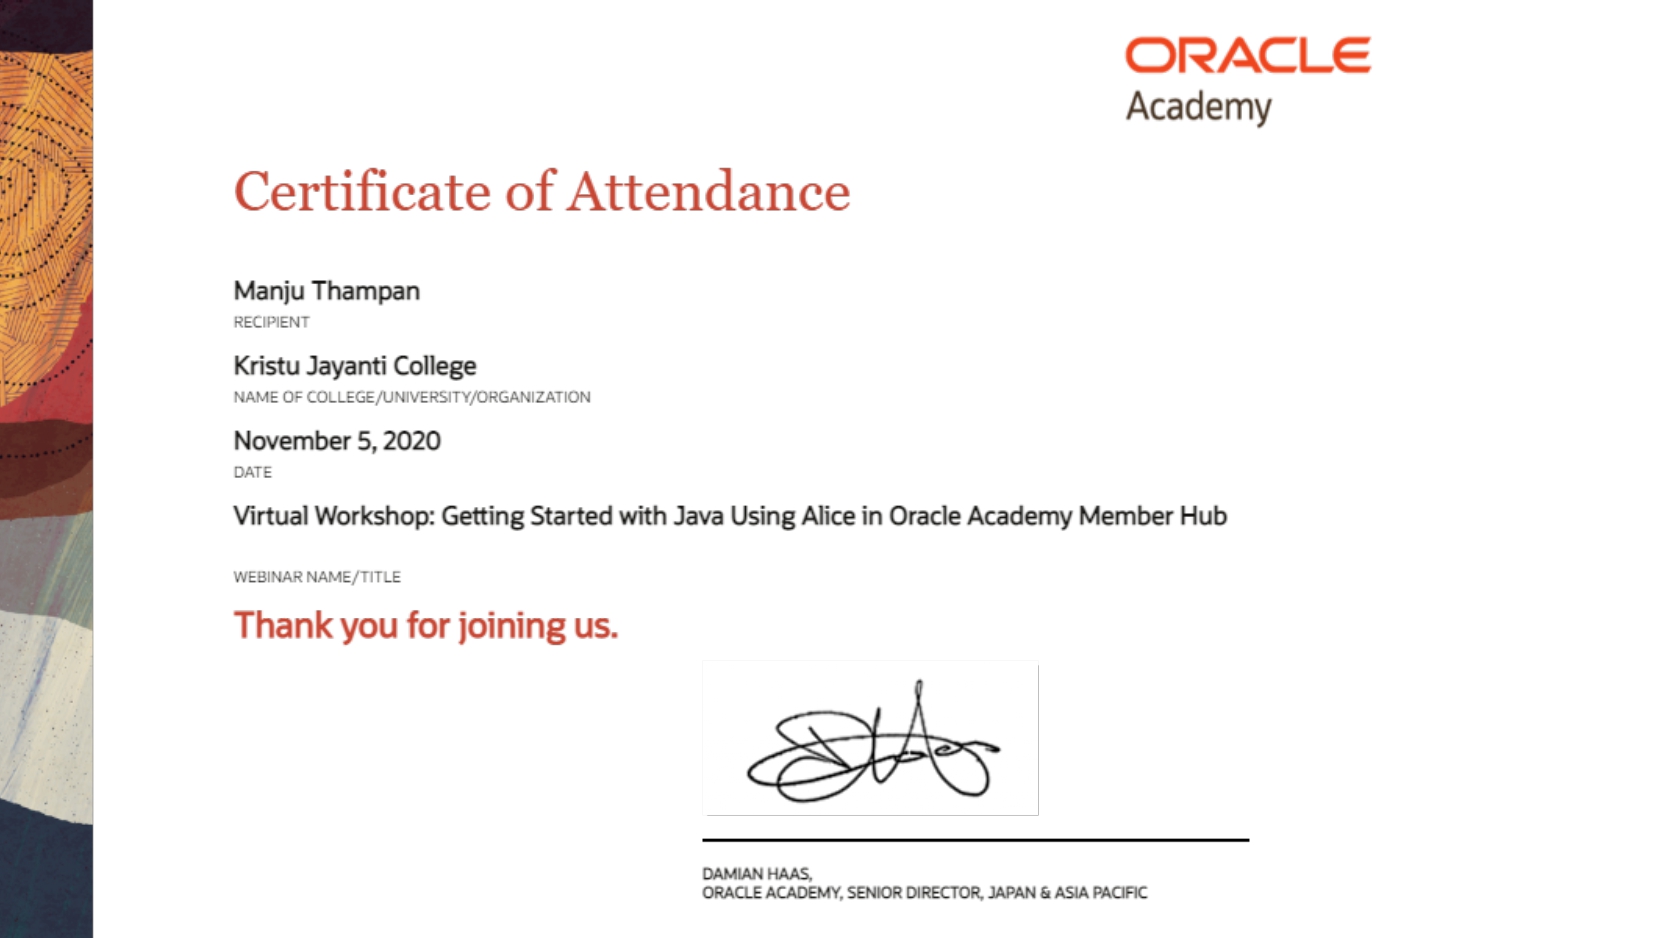 ORACLE
Academy
Certificate of Attendance
Manju Thampan
RECIPIENT
Kristu Jayanti College
NAME OF COLLEGE/UNIVERSITY/ORGANIZATION
November 5, 2020
DATE
Virtual Workshop: Getting Started with Java Using Alice in Oracle Academy Member Hub
WEBINAR NAME/TITLE
Thank you for joining us.
DAMIAN HAAS,
ORACLE ACADEMY, SENIOR DIRECTOR, JAPAN & ASIA PACIFIC